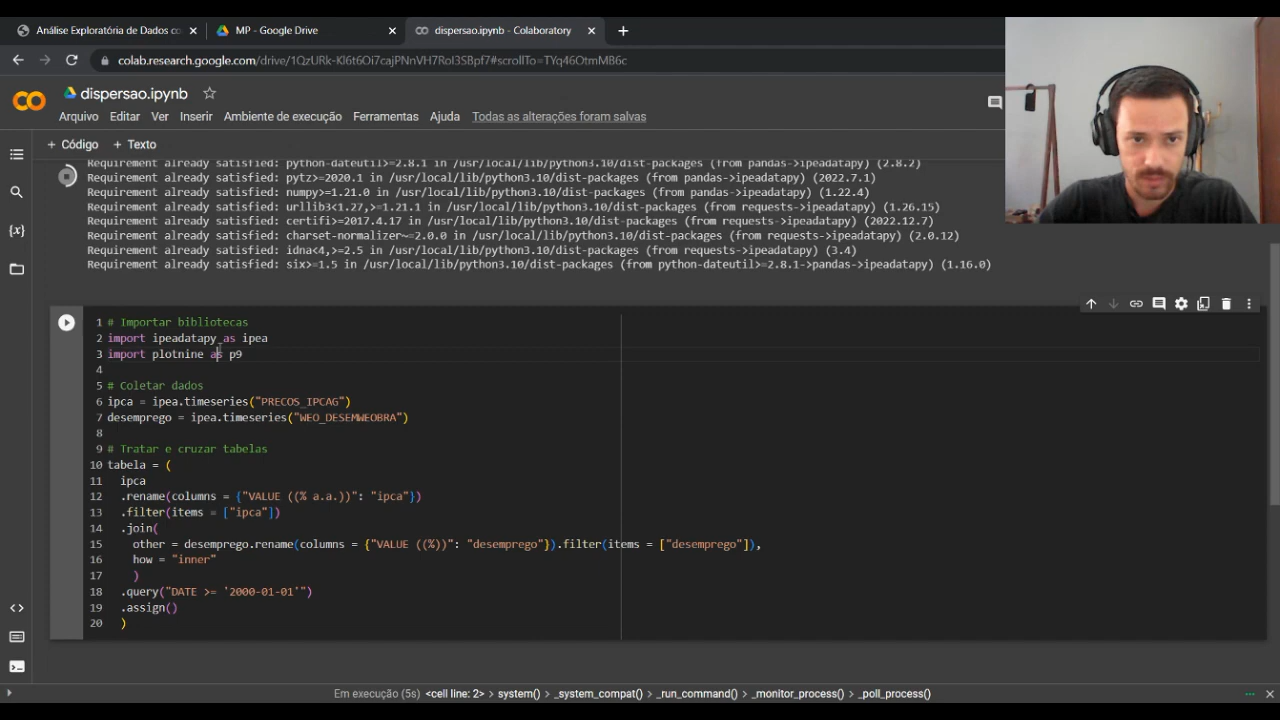 Análise Exploratória de Dados co
MP - Google Drive
dispersao.ipynb - Colaboratory
colab.research.google.com/drive/1QzURk-Kl6t6Oi7cajPNnVH7RoI3SBpf7#scrollTo=TYq46OtmMB6c
dispersao.ipynb
Arquivo Editar Ver Inserir Ambiente de execução Ferramentas Ajuda Todas as alterações foram salvas
+ Código + Texto
Requirement already satisfied: python-dateutil>=2.8.1 in /usr/local/lib/python3.10/dist-packages (from pandas->ipeadatapy) (2.8.2)
Requirement already satisfied: pytz>=2020.1 in /usr/local/lib/python3.10/dist-packages (from pandas->ipeadatapy) (2022.7.1)
Requirement already satisfied: numpy>=1.21.0 in /usr/local/lib/python3.10/dist-packages (from pandas->ipeadatapy) (1.22.4)
Requirement already satisfied: urllib3<1.27,>=1.21.1 in /usr/local/lib/python3.10/dist-packages (from requests->ipeadatapy) (1.26.15)
Requirement already satisfied: certifi>=2017.4.17 in /usr/local/lib/python3.10/dist-packages (from requests->ipeadatapy) (2022.12.7)
Requirement already satisfied: charset-normalizer~=2.0.0 in /usr/local/lib/python3.10/dist-packages (from requests->ipeadatapy) (2.0.12)
Requirement already satisfied: idna<4,>=2.5 in /usr/local/lib/python3.10/dist-packages (from requests->ipeadatapy) (3.4)
Requirement already satisfied: six>=1.5 in /usr/local/lib/python3.10/dist-packages (from python-dateutil>=2.8.1->pandas->ipeadatapy) (1.16.0)
1 # Importar bibliotecas
2 import ipeadatapy as ipea
3 import plotnine as p9
4
5 # Coletar dados
6 ipca = ipea.timeseries("PRECOS_IPCAG")
7 desemprego = ipea.timeseries("WEO_DESEMWEOBRA")
8
9 # Tratar e cruzar tabelas
10 tabela = (
11 ipca
12 .rename(columns = {"VALUE ((% a.a.))": "ipca"})
13 .filter(items = ["ipca"])
14 .join(
15 other = desemprego.rename(columns = {"VALUE ((%))": "desemprego"}).filter(items = ["desemprego"]),
16 how = "inner"
17 )
18 .query("DATE >= '2000-01-01'")
19 .assign()
20 )
Em execução (5s) <cell line: 2> system() _system_compat() _run_command() _monitor_process() _poll_process()